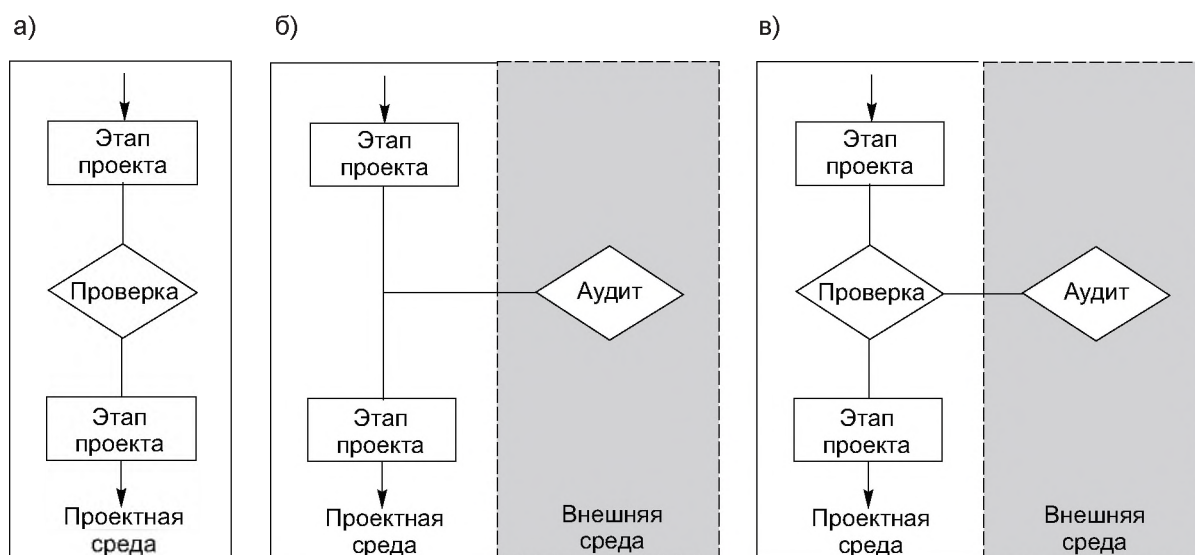 а)
Этап
проекта
Проверка
Этап
проекта
Проектная
среда
б)
Этап
проекта
Аудит
Этап
проекта
Проектная
среда
Внешняя
среда
в)
Этап
проекта
Проверка
Аудит
Этап
проекта
Проектная
среда
Внешняя
среда